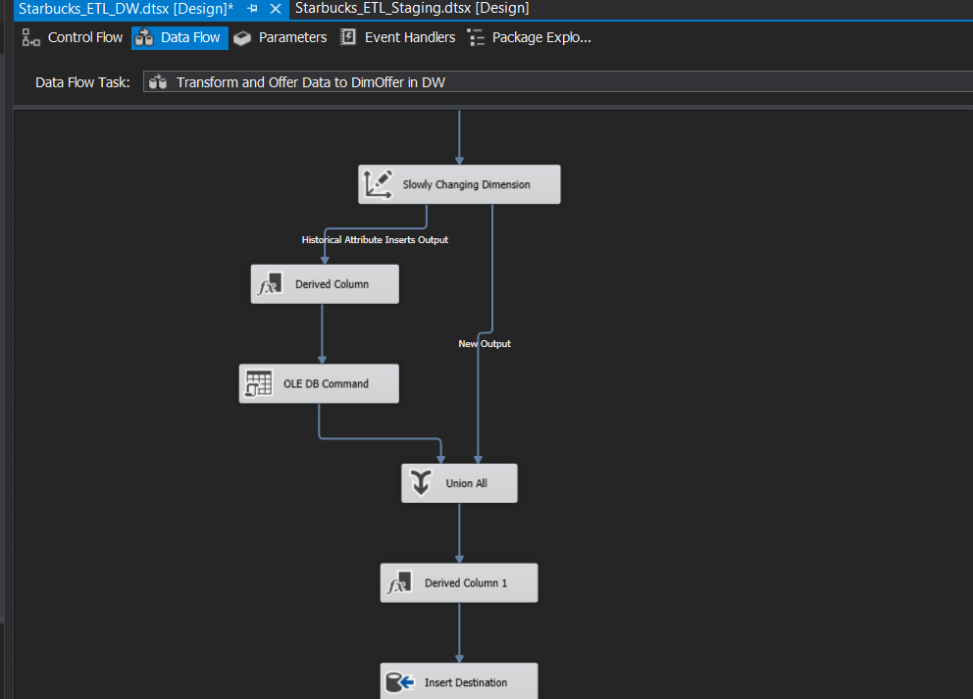 Starbucks_ETL_DW.dtsx [Design]* Starbucks_ETL_Staging.dtsx [Design]
Control Flow Data Flow Parameters Event Handlers Package Explo...
Data Flow Task: Transform and Offer Data to DimOffer in DW
Slowly Changing Dimension
Historical Attribute Inserts Output
Derived Column
New Output
OLE DB Command
Union All
Derived Column 1
Insert Destination